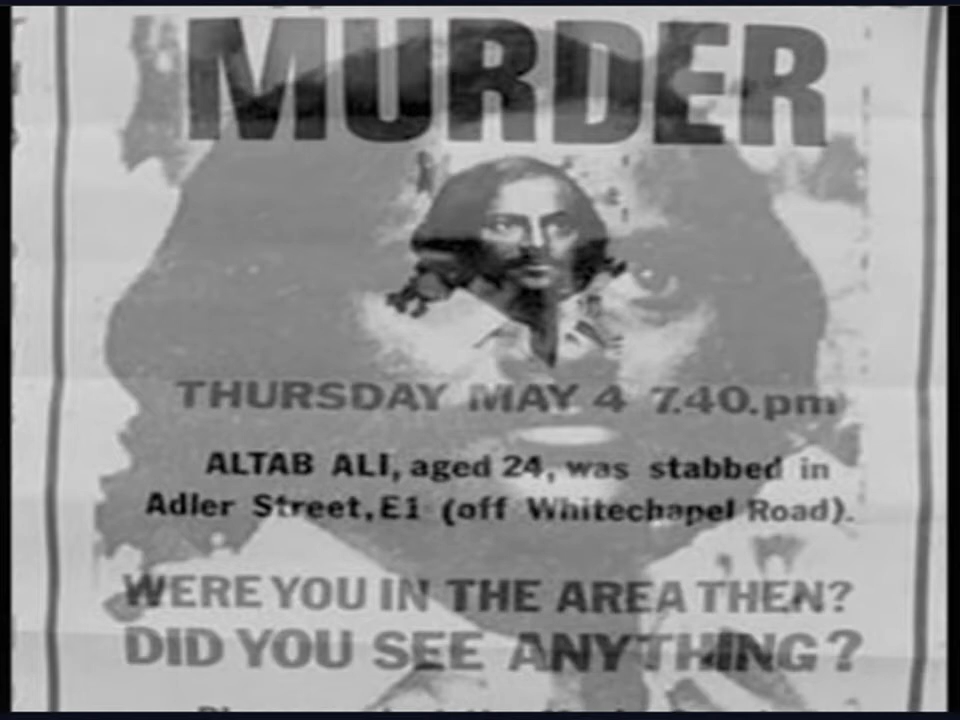 MURDER
THURSDAY MAY 4 7.40.pm
ALTAB ALI, aged 24, was stabbed in
Adler Street, E1 (off Whitechapel Road).
WERE YOU IN THE AREA THEN?
DID YOU SEE ANYTHING?